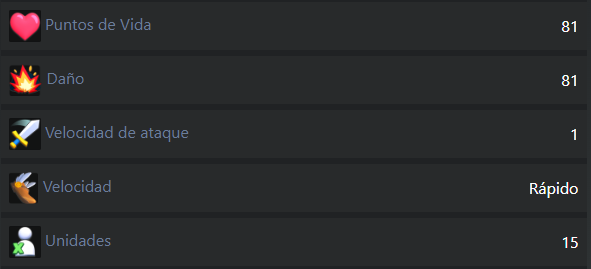 Puntos de Vida 81
Daño 81
Velocidad de ataque 1
Velocidad Rápido
Unidades 15